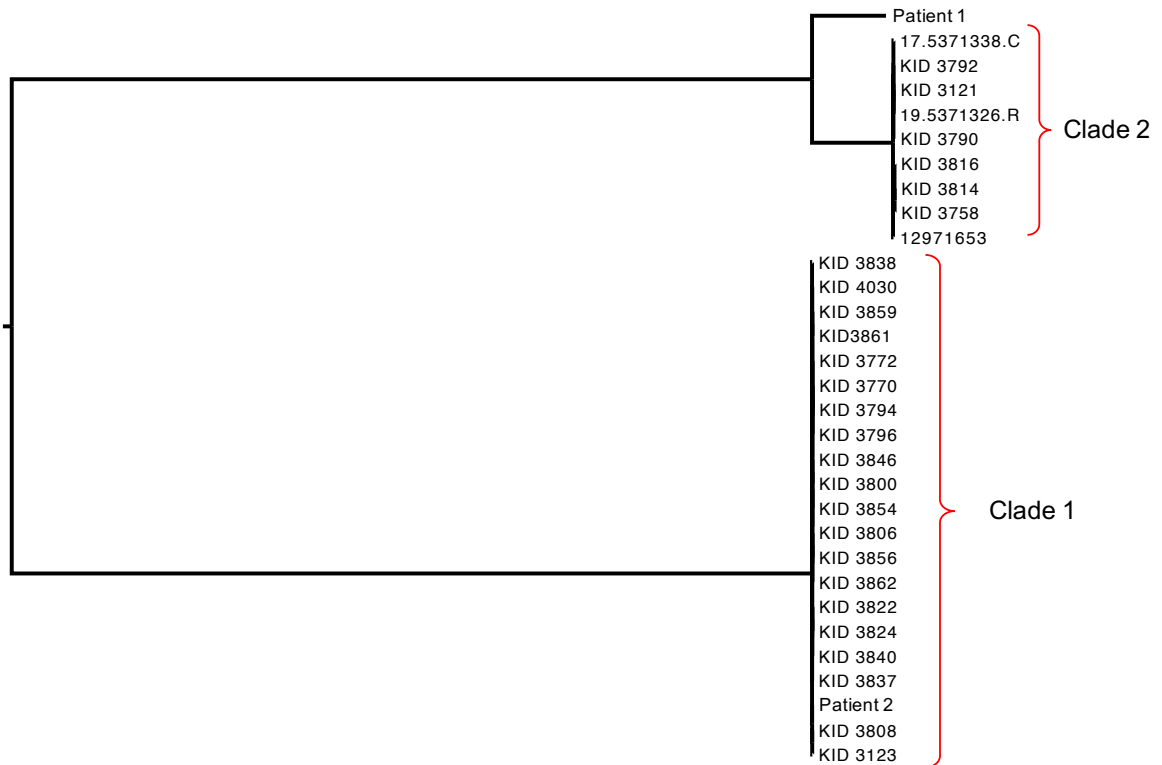 Patient 1
17.5371338.C
KID 3792
KID 3121
19.5371326.R
KID 3790
KID 3816
KID 3814
KID 3758
12971653
Clade 2
KID 3838
KID 4030
KID 3859
KID3861
KID 3772
KID 3770
KID 3794
KID 3796
KID 3846
KID 3800
KID 3854
KID 3806
KID 3856
KID 3862
KID 3822
KID 3824
KID 3840
KID 3837
Patient 2
KID 3808
KID 3123
Clade 1